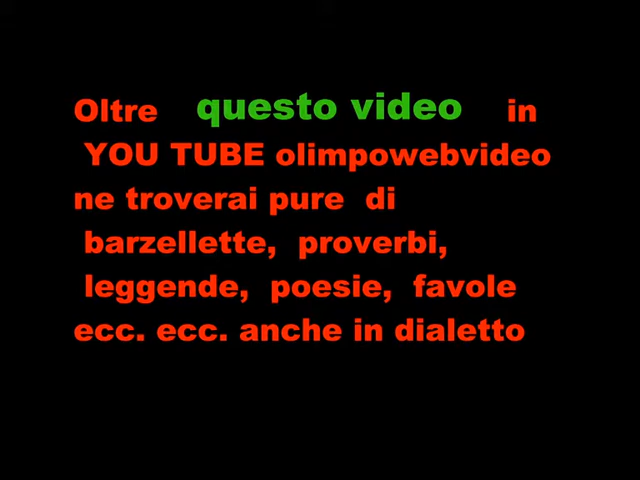 Oltre questo video in
YOU TUBE olimpowebvideo
ne troverai pure di
barzellette, proverbi,
leggende, poesie, favole
ecc. ecc. anche in dialetto